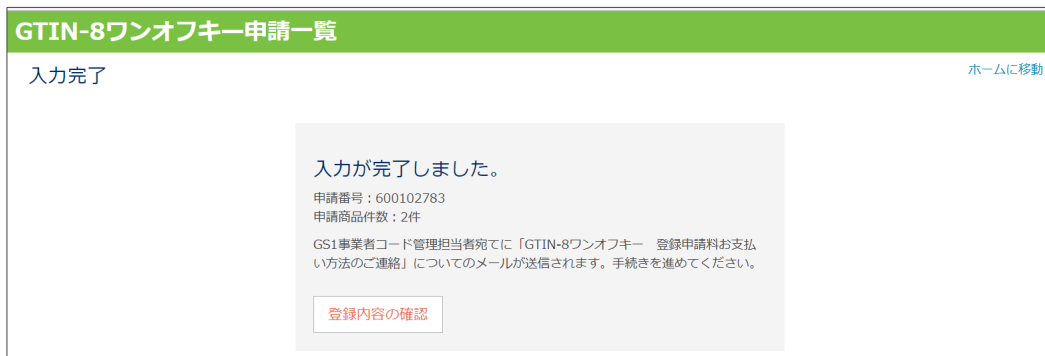 GTIN-8ワンオフキー申請一覧
入力完了
ホームに移動
入力が完了しました。
申請番号：600102783
申請商品件数：2件
GS1事業者コード管理担当者宛てに「GTIN-8ワンオフキー　登録申請料お支払
い方法のご連絡」についてのメールが送信されます。手続きを進めてください。
登録内容の確認